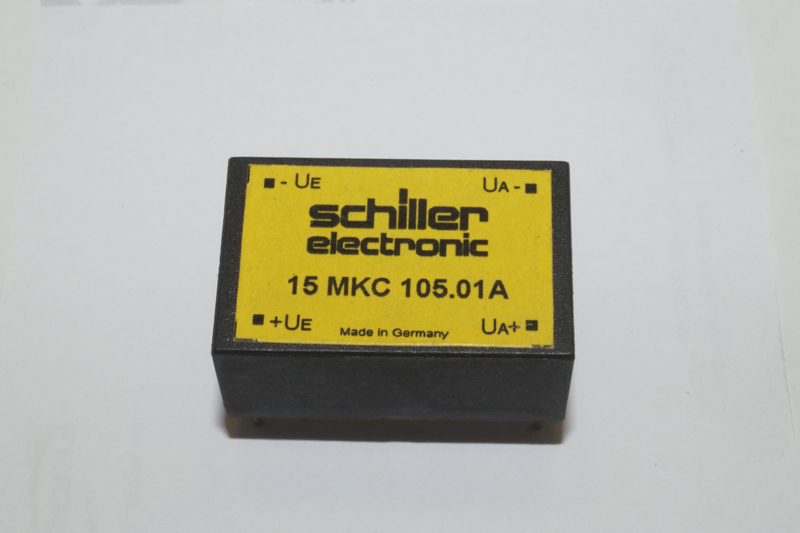 - UE UA -
schiller
electronic
15 MKC 105.01A
+UE Made in Germany UA+